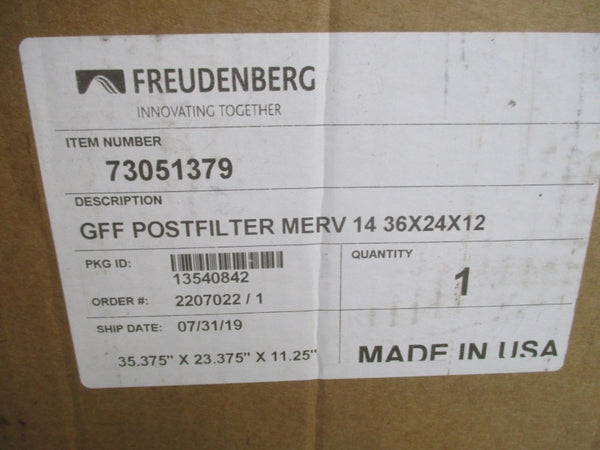 FREUDENBERG
INNOVATING TOGETHER
ITEM NUMBER
73051379
DESCRIPTION
GFF POSTFILTER MERV 14 36X24X12
PKG ID:
13540842
ORDER #: 2207022 / 1
SHIP DATE: 07/31/19
35.375" X 23.375" X 11.25"
QUANTITY
1
MADE IN USA